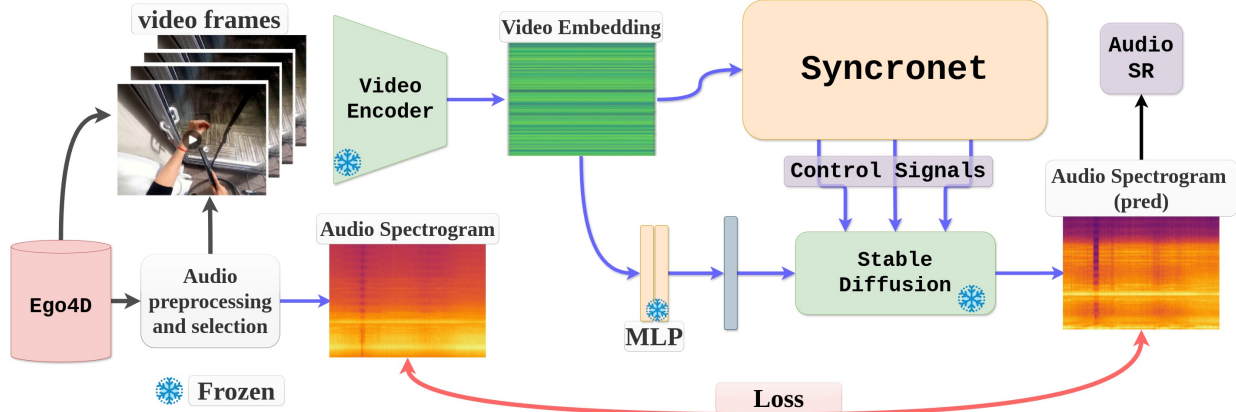 video frames
Video
Encoder
Video Embedding
Syncronet
Audio
SR
Control Signals
Audio Spectrogram
(pred)
Audio Spectrogram
Ego4D
Audio
preprocessing
and selection
MLP
Stable
Diffusion
Frozen
Loss